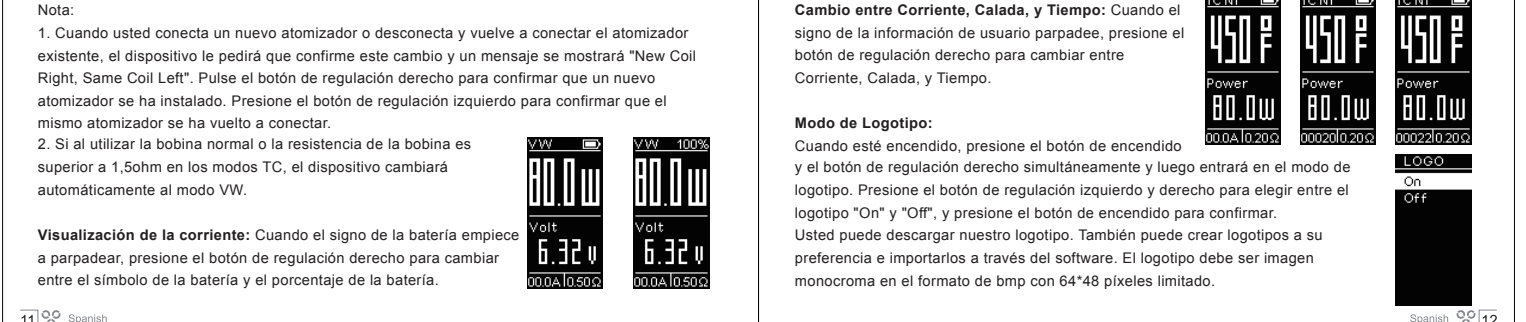 Nota:
1. Cuando usted conecta un nuevo atomizador o desconecta y vuelve a conectar el atomizador
existente, el dispositivo le pedirá que confirme este cambio y un mensaje se mostrará "New Coil
Right, Same Coil Left". Pulse el botón de regulación derecho para confirmar que un nuevo
atomizador se ha instalado. Presione el botón de regulación izquierdo para confirmar que el
mismo atomizador se ha vuelto a conectar.
2. Si al utilizar la bobina normal o la resistencia de la bobina es
superior a 1,5ohm en los modos TC, el dispositivo cambiará
automáticamente al modo VW.
Visualización de la corriente: Cuando el signo de la batería empiece
a parpadear, presione el botón de regulación derecho para cambiar
entre el símbolo de la batería y el porcentaje de la batería.
VW
80.0w
Volt
6.32v
00.0A 0.50Ω
VW 100%
80.0w
Volt
6.32v
00.0A 0.50Ω
11 Spanish
Cambio entre Corriente, Calada, y Tiempo: Cuando el
signo de la información de usuario parpadee, presione el
botón de regulación derecho para cambiar entre
Corriente, Calada, y Tiempo.
450°F
Power
80.0w
00.0A 0.20Ω
450°F
Power
80.0w
00020 0.20Ω
450°F
Power
80.0w
00022 0.20Ω
Modo de Logotipo:
Cuando esté encendido, presione el botón de encendido
y el botón de regulación derecho simultáneamente y luego entrará en el modo de
logotipo. Presione el botón de regulación izquierdo y derecho para elegir entre el
logotipo "On" y "Off", y presione el botón de encendido para confirmar.
Usted puede descargar nuestro logotipo. También puede crear logotipos a su
preferencia e importarlos a través del software. El logotipo debe ser imagen
monocroma en el formato de bmp con 64*48 píxeles limitado.
LOGO
On
Off
Spanish 12